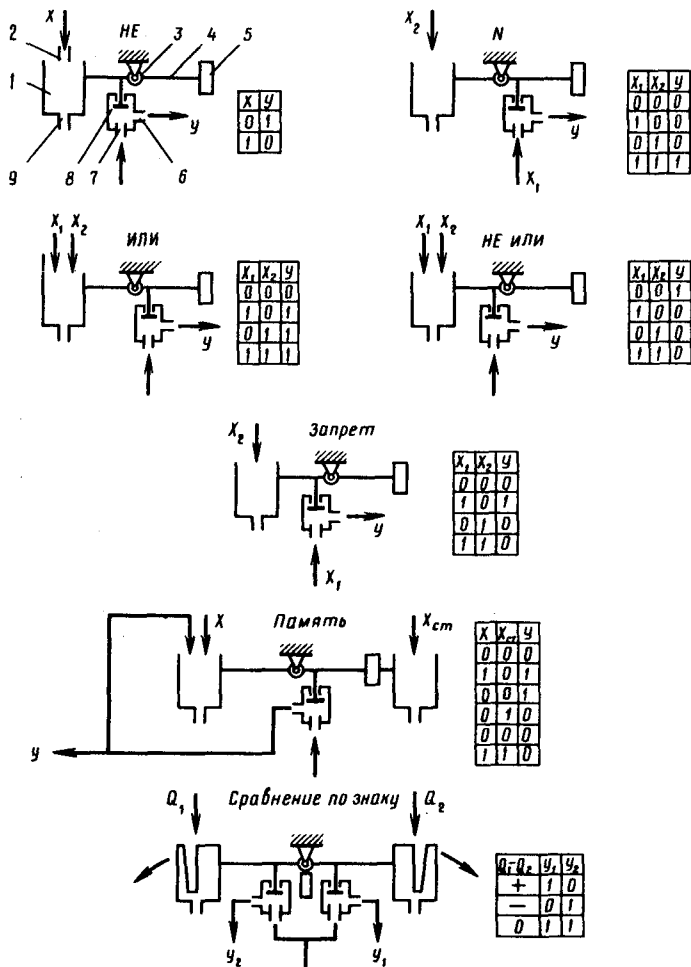 X
НЕ
2
3
4
5
1
9
8
7
6
y
X y
0 1
1 0
X₂
N
y
X₁
X₁ X₂ y
0 0 0
1 0 0
0 1 0
1 1 1
X₁ X₂
ИЛИ
y
X₁ X₂ y
0 0 0
1 0 1
0 1 1
1 1 1
X₁ X₂
НЕ ИЛИ
y
X₁ X₂ y
0 0 1
1 0 0
0 1 0
1 1 0
X₂
Запрет
y
X₁
X₁ X₂ y
0 0 0
1 0 1
0 1 0
1 1 0
X
Память
Xст
y
X Xст y
0 0 0
1 0 1
0 0 1
0 1 0
0 0 0
1 1 0
Q₁
Сравнение по знаку
Q₂
y₂
y₁
Q₁-Q₂ y₁ y₂
+ 1 0
− 0 1
0 1 1